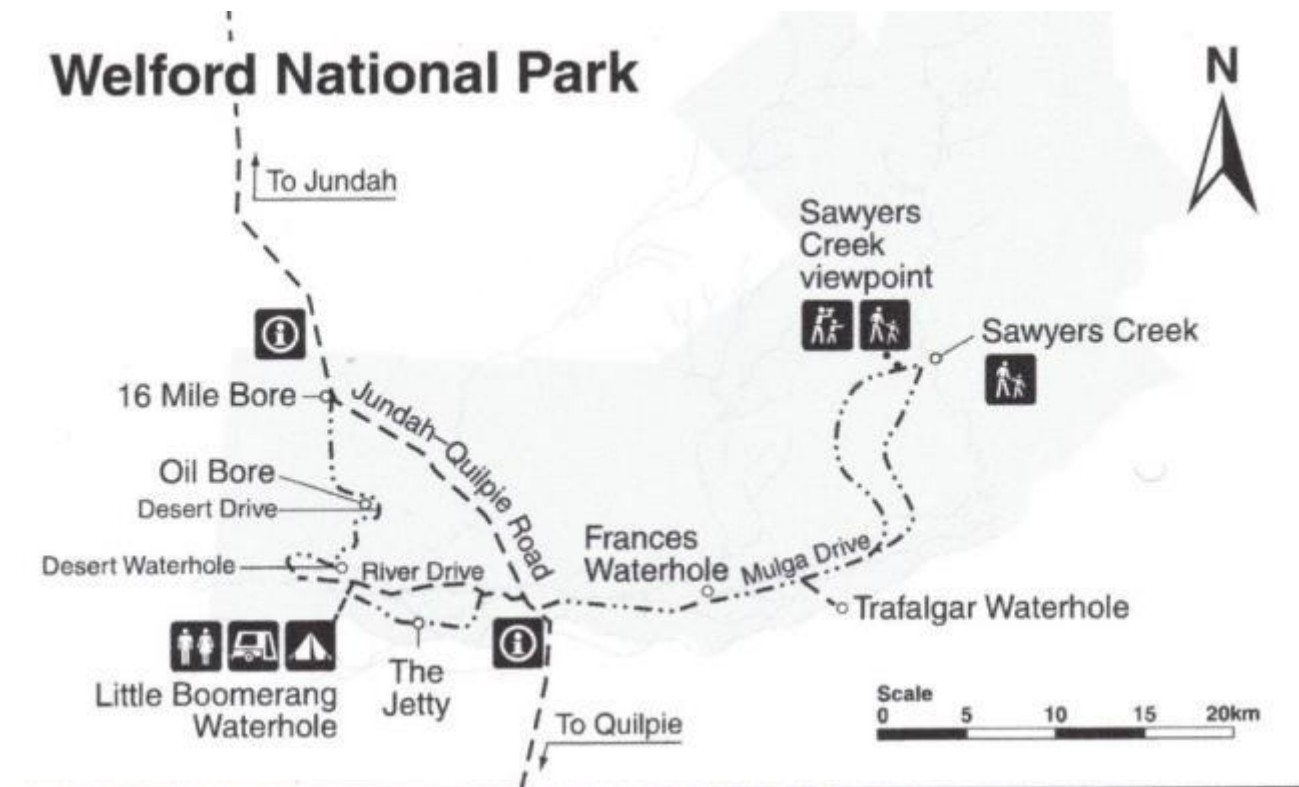 Welford National Park
N
To Jundah
Sawyers
Creek
viewpoint
Sawyers Creek
16 Mile Bore
Jundah–Quilpie Road
Oil Bore
Desert Drive
Frances
Waterhole
Mulga Drive
Desert Waterhole
River Drive
Trafalgar Waterhole
Little Boomerang
Waterhole
The
Jetty
To Quilpie
Scale
0 5 10 15 20km